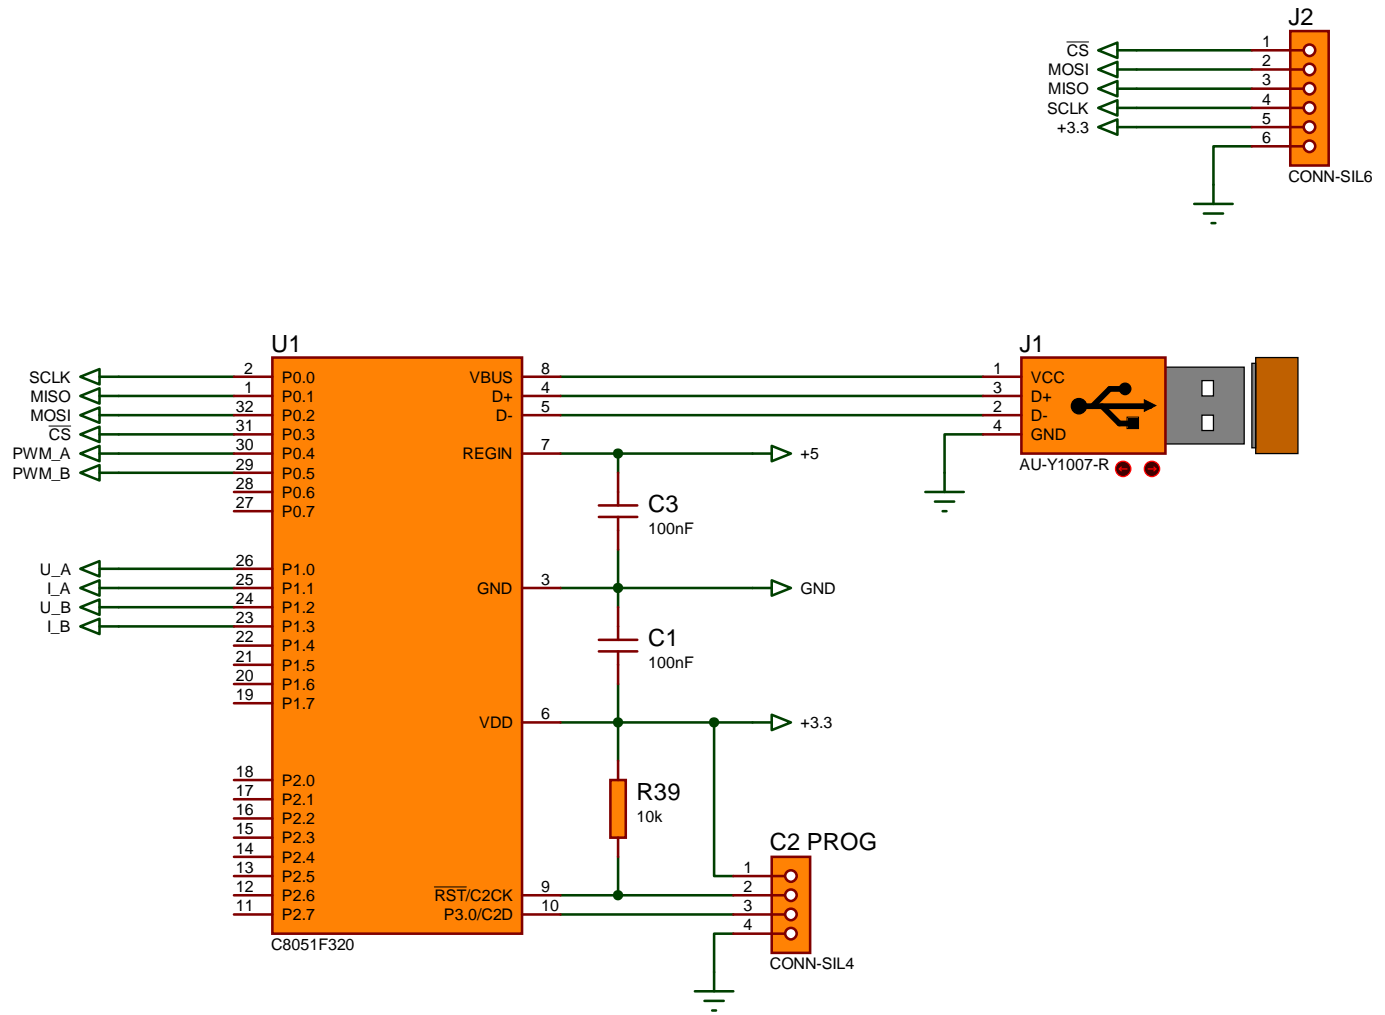 J2
CS 1
MOSI 2
MISO 3
SCLK 4
+3.3 5
6
CONN-SIL6
U1
J1
SCLK 2 P0.0 VBUS 8 1 VCC
MISO 1 P0.1 D+ 4 3 D+
MOSI 32 P0.2 D- 5 2 D-
CS 31 P0.3 4 GND
PWM_A 30 P0.4 REGIN 7 +5
AU-Y1007-R
PWM_B 29 P0.5
28 P0.6
27 P0.7
C3
100nF
U_A 26 P1.0
I_A 25 P1.1 GND 3 GND
U_B 24 P1.2
I_B 23 P1.3
22 P1.4
21 P1.5
20 P1.6
19 P1.7
C1
100nF
VDD 6 +3.3
18 P2.0
17 P2.1
16 P2.2
15 P2.3
14 P2.4
13 P2.5
12 P2.6 RST/C2CK 9
11 P2.7 P3.0/C2D 10
R39
10k
C2 PROG
1
2
3
4
C8051F320
CONN-SIL4